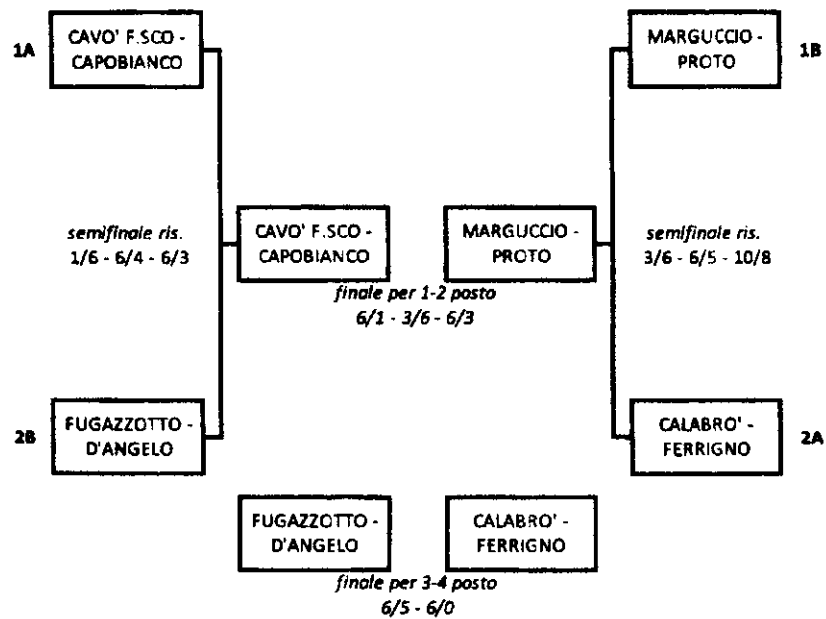 1A
CAVO' F.SCO -
CAPOBIANCO
MARGUCCIO -
PROTO
1B
semifinale ris.
1/6 - 6/4 - 6/3
CAVO' F.SCO -
CAPOBIANCO
MARGUCCIO -
PROTO
semifinale ris.
3/6 - 6/5 - 10/8
finale per 1-2 posto
6/1 - 3/6 - 6/3
2B
FUGAZZOTTO -
D'ANGELO
CALABRO' -
FERRIGNO
2A
FUGAZZOTTO -
D'ANGELO
CALABRO' -
FERRIGNO
finale per 3-4 posto
6/5 - 6/0